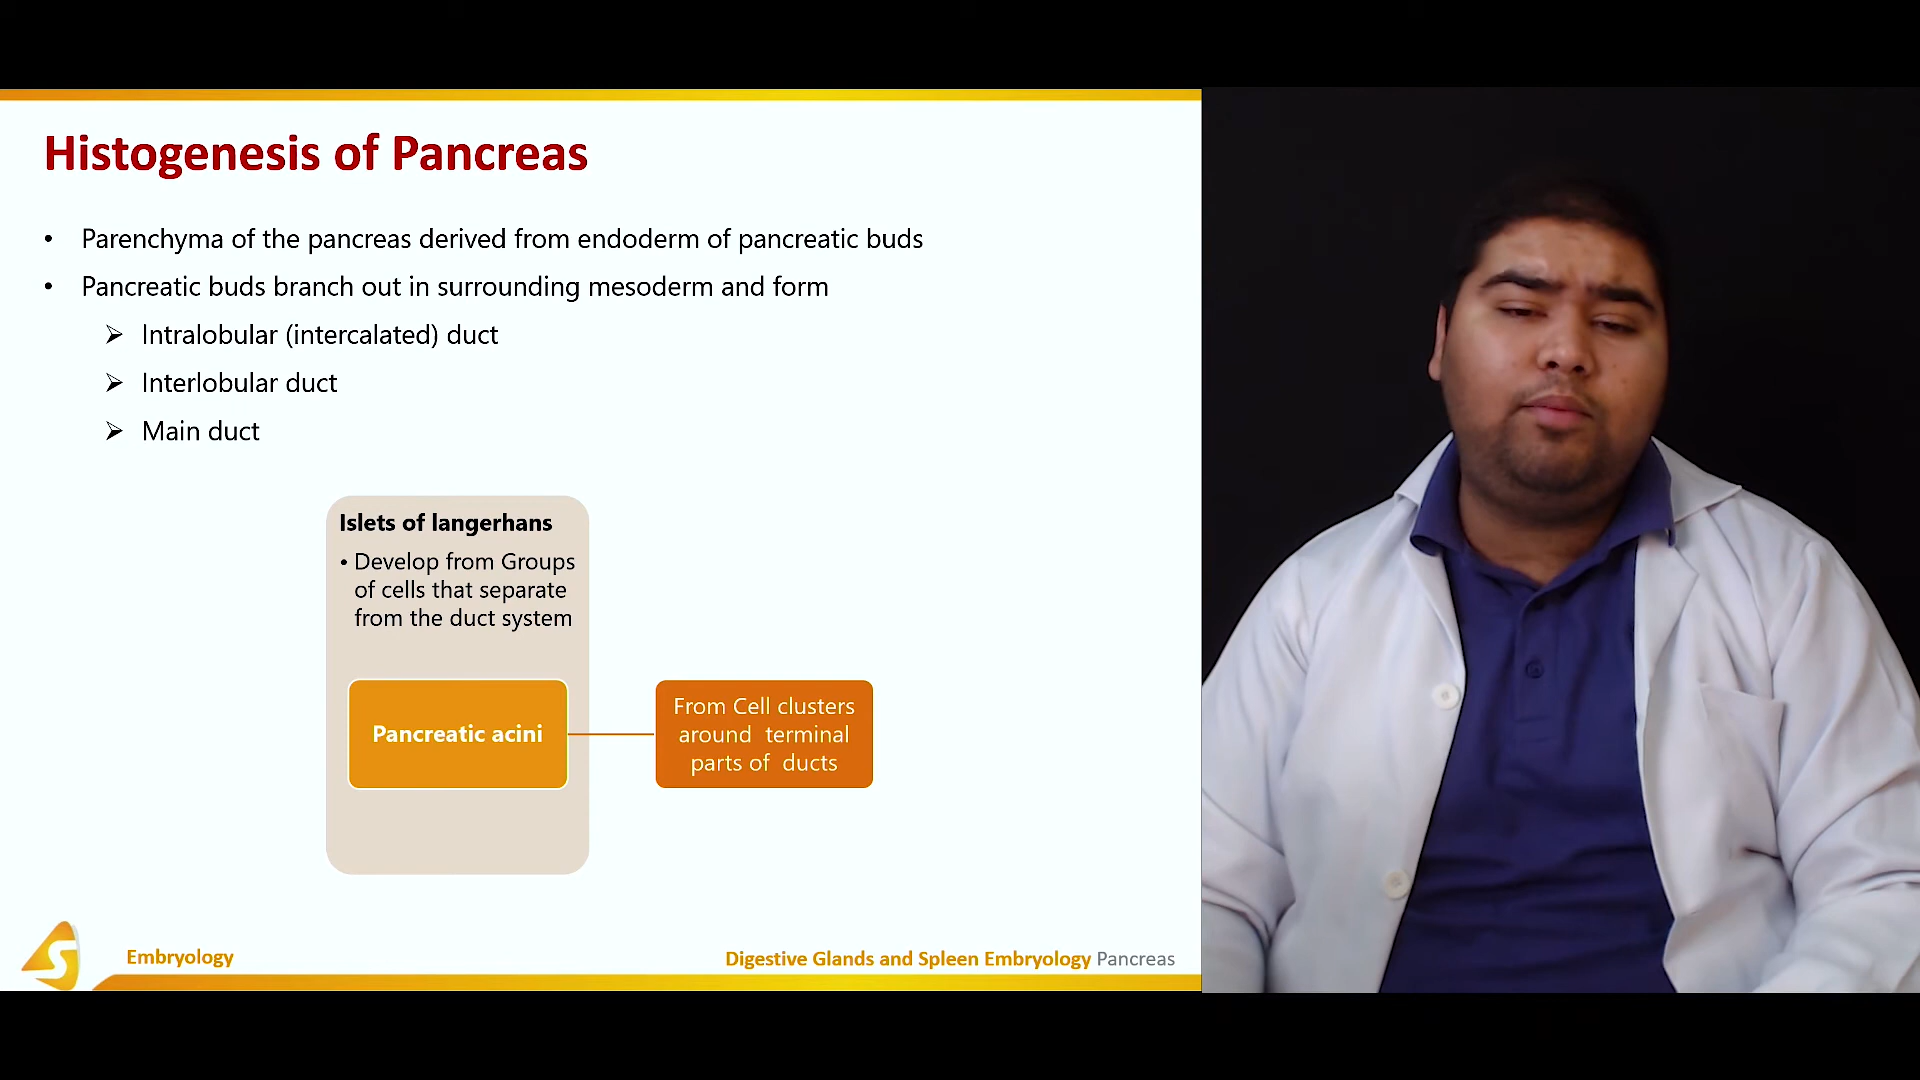 Histogenesis of Pancreas
• Parenchyma of the pancreas derived from endoderm of pancreatic buds
• Pancreatic buds branch out in surrounding mesoderm and form
➢ Intralobular (intercalated) duct
➢ Interlobular duct
➢ Main duct
Islets of langerhans
• Develop from Groups
of cells that separate
from the duct system
Pancreatic acini
From Cell clusters
around terminal
parts of ducts
S
Embryology
Digestive Glands and Spleen Embryology Pancreas